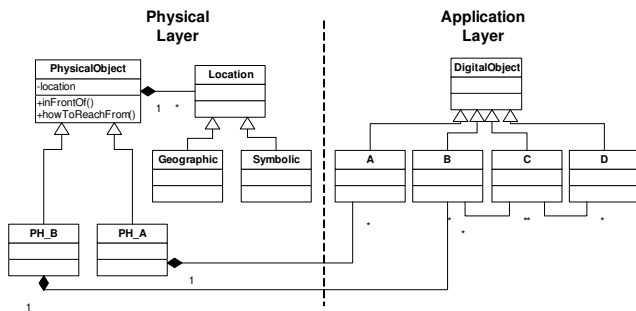 Physical
Layer
Application
Layer
PhysicalObject
-location
+inFrontOf()
+howToReachFrom()
1
*
Location
Geographic
Symbolic
PH_B
PH_A
1
1
DigitalObject
A
B
C
D
*
*
*
**
*